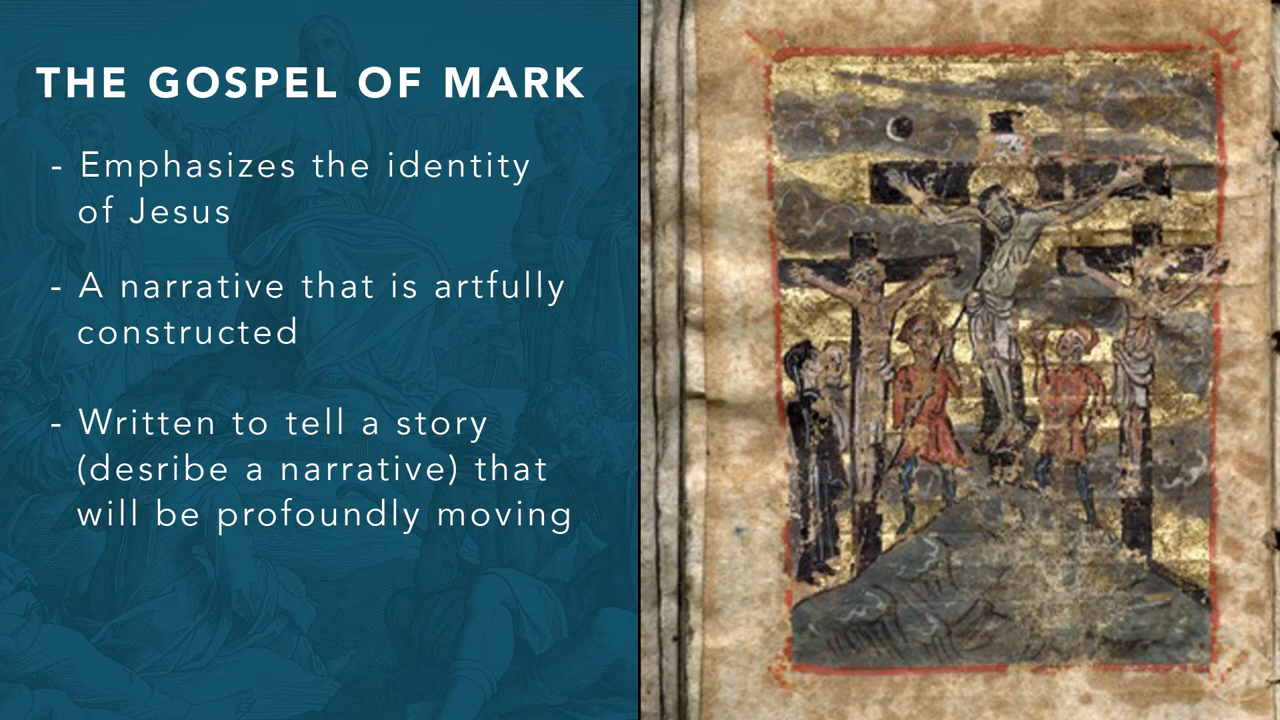 THE GOSPEL OF MARK
- Emphasizes the identity
of Jesus
- A narrative that is artfully
constructed
- Written to tell a story
(desribe a narrative) that
will be profoundly moving